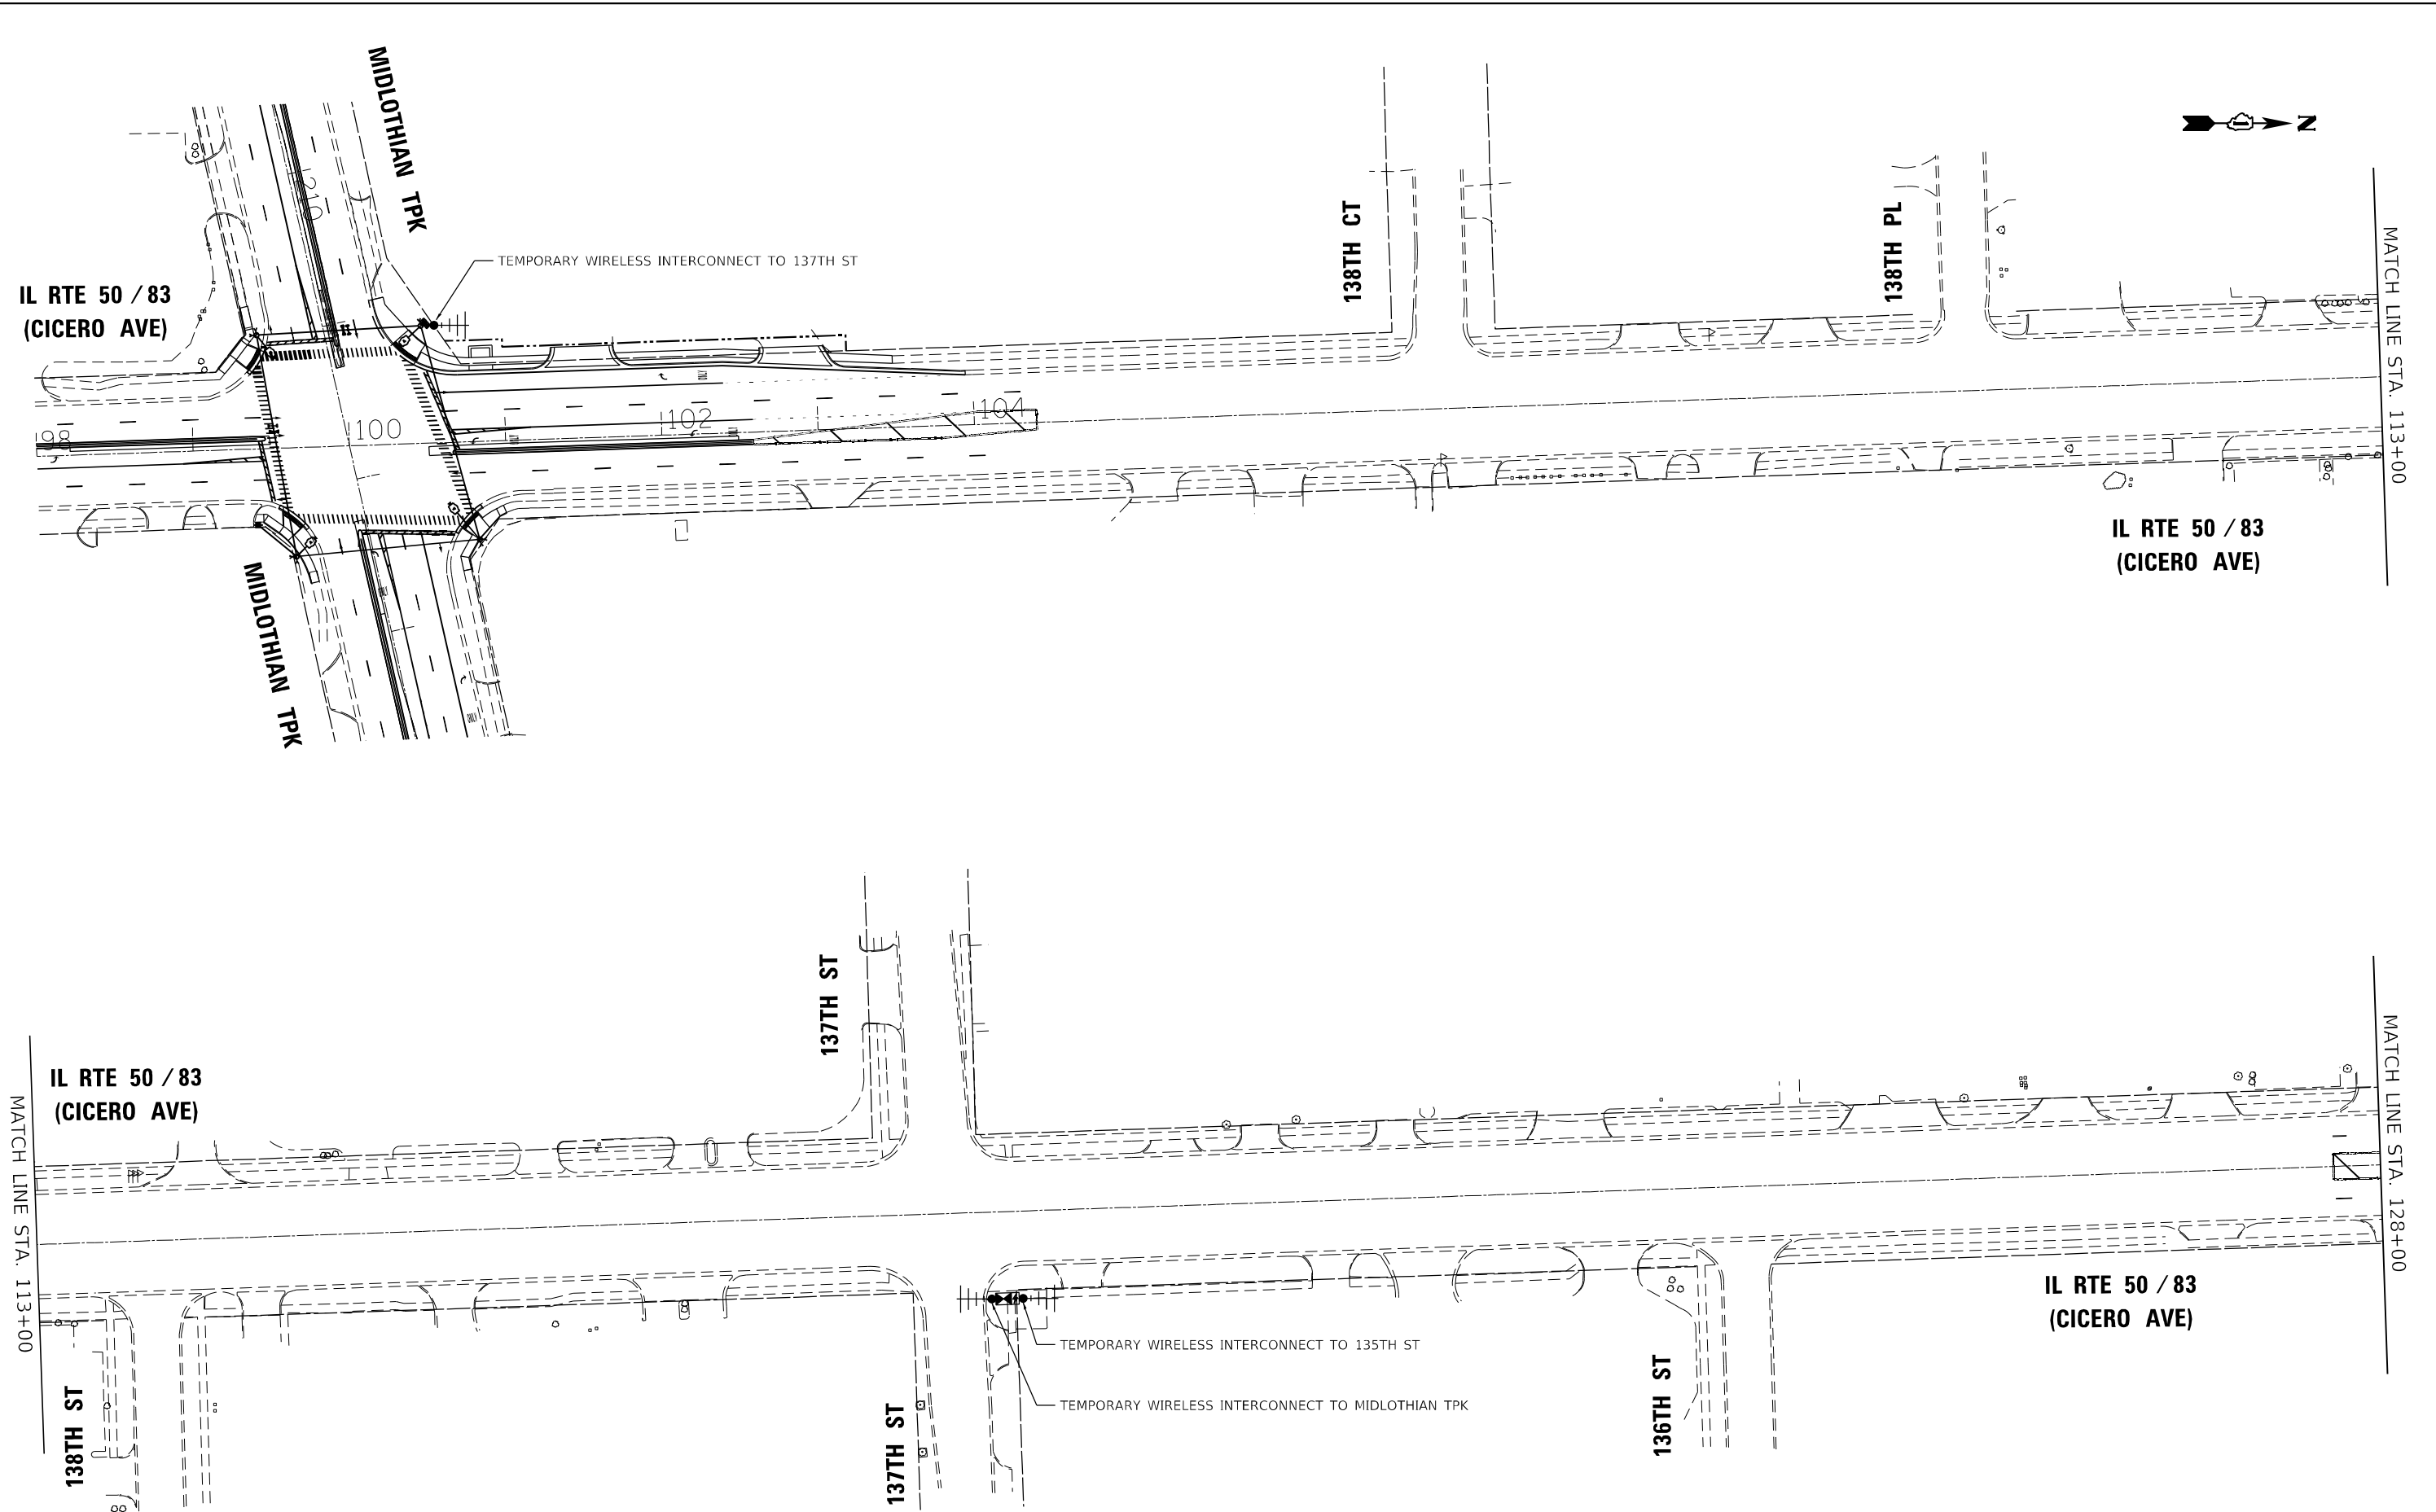 MIDLOTHIAN TPK
N
210
TEMPORARY WIRELESS INTERCONNECT TO 137TH ST
138TH CT
138TH PL
MATCH LINE STA. 113+00
IL RTE 50 / 83
(CICERO AVE)
98
100
102
104
IL RTE 50 / 83
(CICERO AVE)
MIDLOTHIAN TPK
ONLY
137TH ST
MATCH LINE STA. 113+00
IL RTE 50 / 83
(CICERO AVE)
MATCH LINE STA. 128+00
IL RTE 50 / 83
(CICERO AVE)
TEMPORARY WIRELESS INTERCONNECT TO 135TH ST
TEMPORARY WIRELESS INTERCONNECT TO MIDLOTHIAN TPK
138TH ST
137TH ST
136TH ST